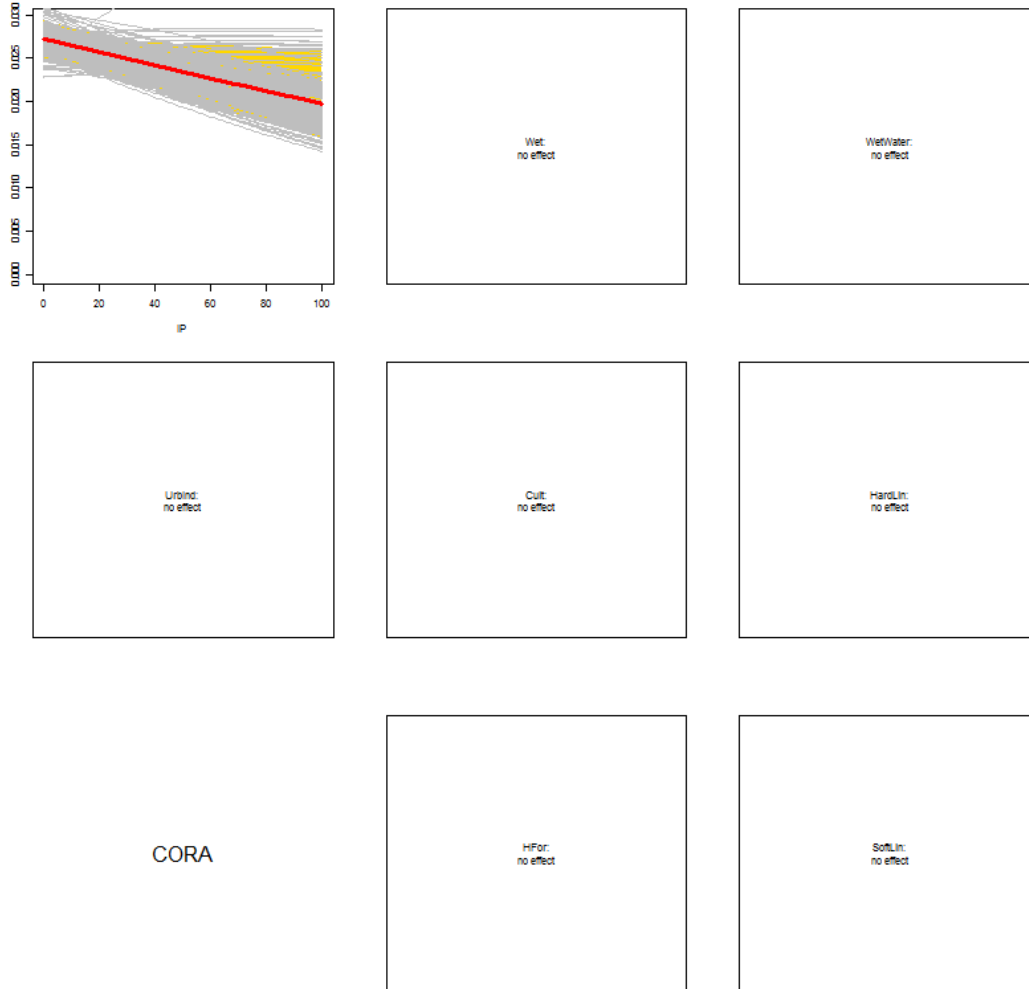 0.030
0.025
0.020
0.015
0.010
0.005
0.000
0 20 40 60 80 100
IP
Wet:
no effect
WetWater:
no effect
UrbInd:
no effect
Cult:
no effect
HardLin:
no effect
CORA
HFor:
no effect
SoftLin:
no effect